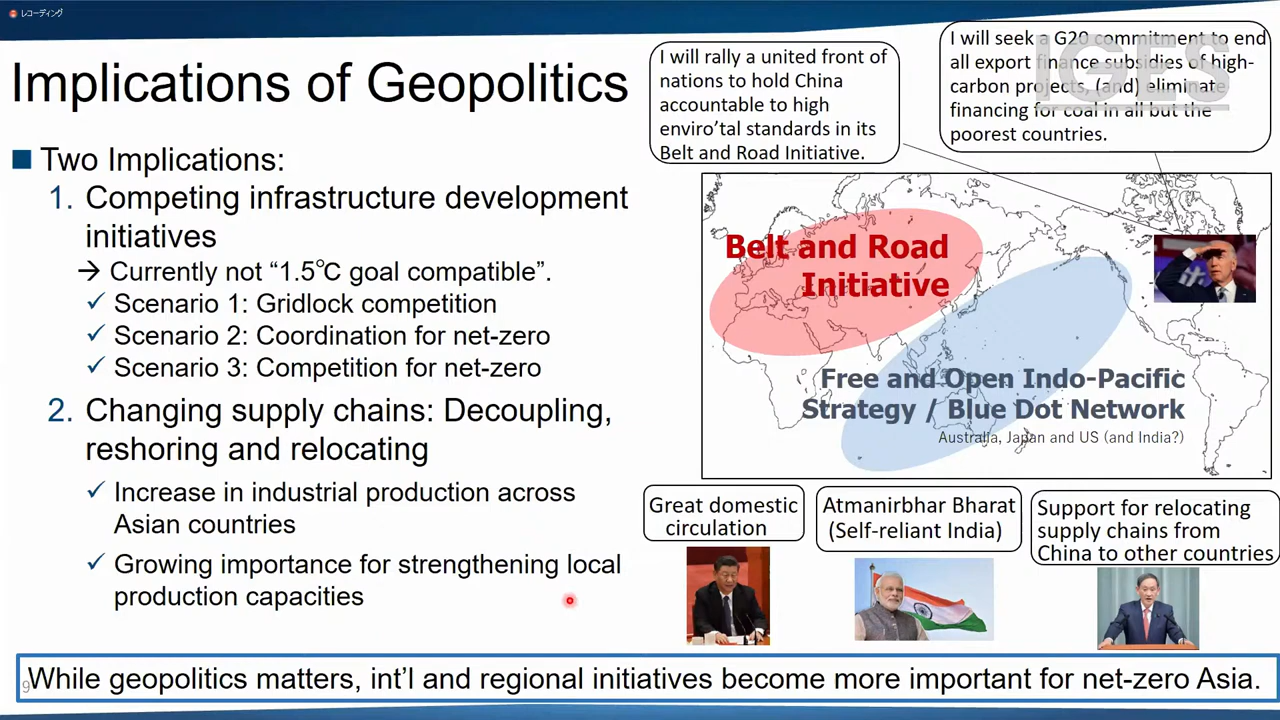 レコーディング
IGES
Implications of Geopolitics
■ Two Implications:
1. Competing infrastructure development
initiatives
→ Currently not “1.5℃ goal compatible”.
✓ Scenario 1: Gridlock competition
✓ Scenario 2: Coordination for net-zero
✓ Scenario 3: Competition for net-zero
2. Changing supply chains: Decoupling,
reshoring and relocating
✓ Increase in industrial production across
Asian countries
✓ Growing importance for strengthening local
production capacities
I will rally a united front of
nations to hold China
accountable to high
enviro’tal standards in its
Belt and Road Initiative.
I will seek a G20 commitment to end
all export finance subsidies of high-
carbon projects, (and) eliminate
financing for coal in all but the
poorest countries.
Belt and Road
Initiative
Free and Open Indo-Pacific
Strategy / Blue Dot Network
Australia, Japan and US (and India?)
Great domestic
circulation
Atmanirbhar Bharat
(Self-reliant India)
Support for relocating
supply chains from
China to other countries
While geopolitics matters, int’l and regional initiatives become more important for net-zero Asia.
9